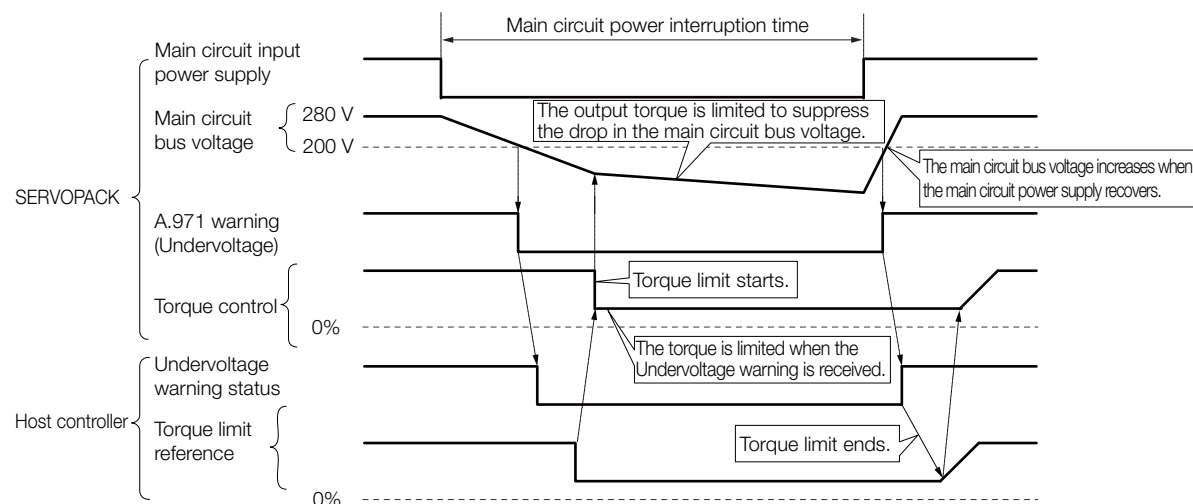 Main circuit power interruption time
Main circuit input
power supply
Main circuit
bus voltage
280 V
200 V
The output torque is limited to suppress
the drop in the main circuit bus voltage.
The main circuit bus voltage increases when
the main circuit power supply recovers.
SERVOPACK
A.971 warning
(Undervoltage)
Torque limit starts.
Torque control
0%
The torque is limited when the
Undervoltage warning is received.
Undervoltage
warning status
Host controller
Torque limit
reference
Torque limit ends.
0%